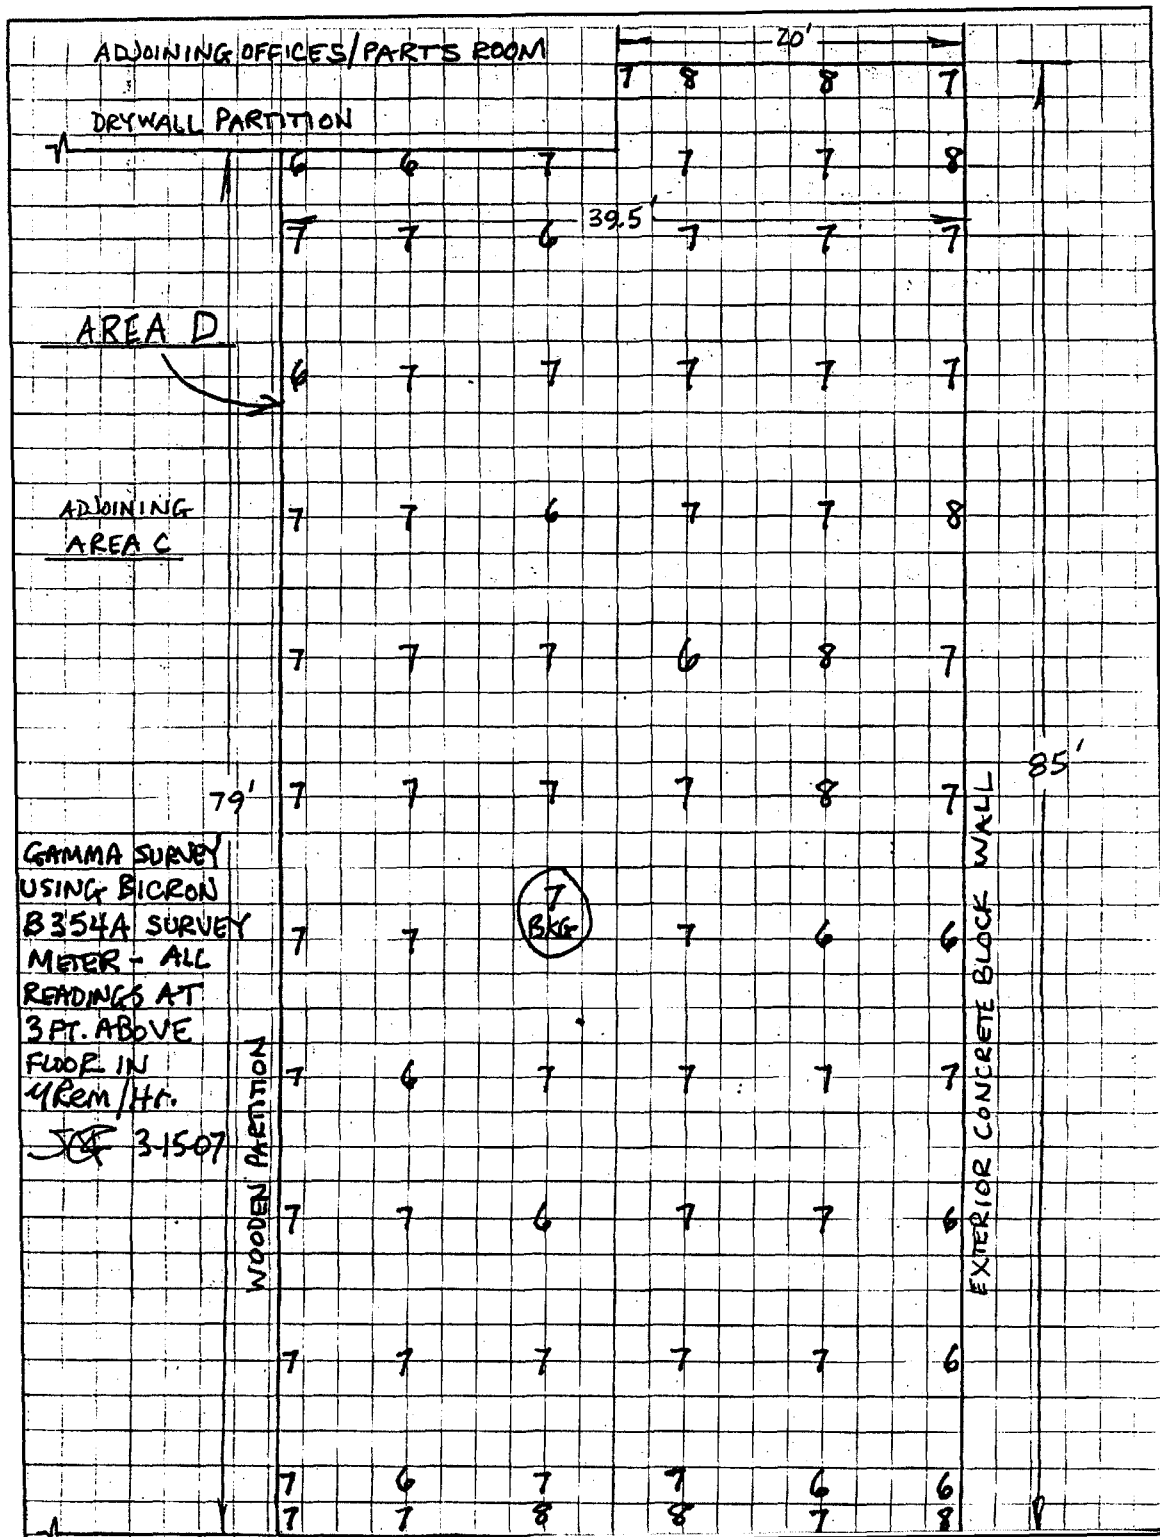 ADJOINING OFFICES/PARTS ROOM
20'
7 8 8 7
DRYWALL PARTITION
6 6 7 7 7 8
39.5'
7 7 6 7 7 7
AREA D
6 7 7 7 7 7
ADJOINING
AREA C
7 7 6 7 7 8
7 7 7 6 8 7
79'
7 7 7 7 8 7
85'
GAMMA SURVEY
USING BICRON
B354A SURVEY
METER - ALL
READINGS AT
3 FT. ABOVE
FLOOR IN
μRem/Hr.
3-15-07
7
BKG
7 7 7 6 6
7 6 7 7 7 7
WOODEN PARTITION
EXTERIOR CONCRETE BLOCK WALL
7 7 6 7 7 6
7 7 7 7 7 6
7 6 7 7 6 6
7 7 8 8 7 8